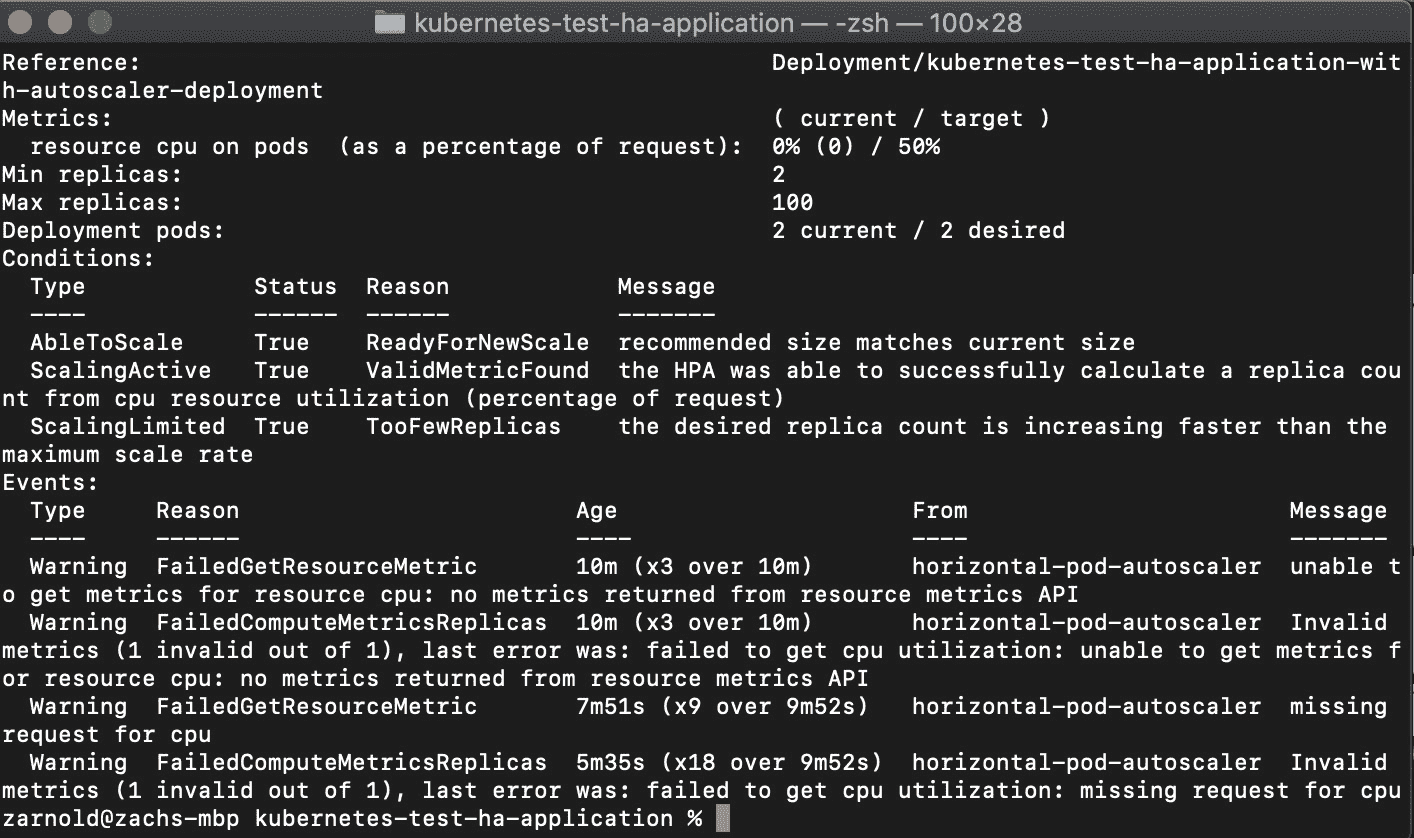 kubernetes-test-ha-application — -zsh — 100×28
Reference:                                             Deployment/kubernetes-test-ha-application-wit
h-autoscaler-deployment
Metrics:                                               ( current / target )
  resource cpu on pods  (as a percentage of request):  0% (0) / 50%
Min replicas:                                          2
Max replicas:                                          100
Deployment pods:                                       2 current / 2 desired
Conditions:
  Type            Status  Reason            Message
  ----            ------  ------            -------
  AbleToScale     True    ReadyForNewScale  recommended size matches current size
  ScalingActive   True    ValidMetricFound  the HPA was able to successfully calculate a replica cou
nt from cpu resource utilization (percentage of request)
  ScalingLimited  True    TooFewReplicas    the desired replica count is increasing faster than the
maximum scale rate
Events:
  Type     Reason                        Age                     From                       Message
  ----     ------                        ----                    ----                       -------
  Warning  FailedGetResourceMetric       10m (x3 over 10m)       horizontal-pod-autoscaler  unable t
o get metrics for resource cpu: no metrics returned from resource metrics API
  Warning  FailedComputeMetricsReplicas  10m (x3 over 10m)       horizontal-pod-autoscaler  Invalid
metrics (1 invalid out of 1), last error was: failed to get cpu utilization: unable to get metrics f
or resource cpu: no metrics returned from resource metrics API
  Warning  FailedGetResourceMetric       7m51s (x9 over 9m52s)   horizontal-pod-autoscaler  missing
request for cpu
  Warning  FailedComputeMetricsReplicas  5m35s (x18 over 9m52s)  horizontal-pod-autoscaler  Invalid
metrics (1 invalid out of 1), last error was: failed to get cpu utilization: missing request for cpu
zarnold@zachs-mbp kubernetes-test-ha-application %